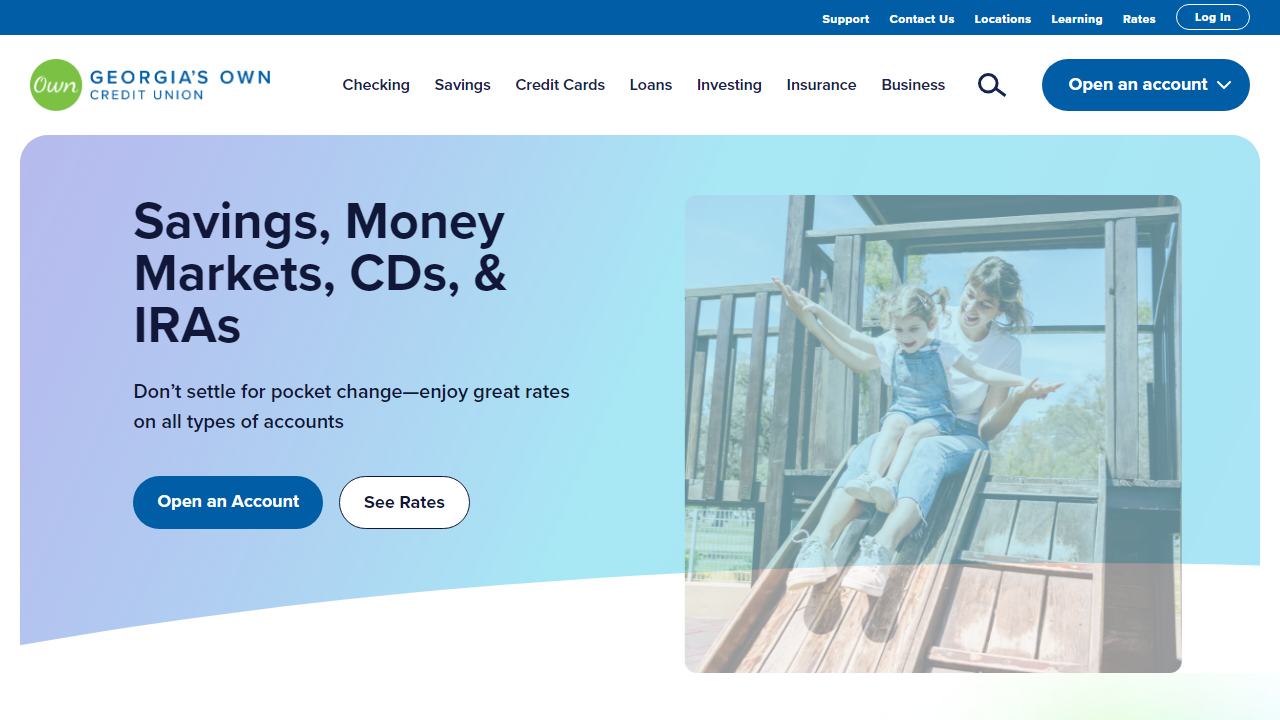 Support Contact Us Locations Learning Rates Log In
Own GEORGIA'S OWN
CREDIT UNION
Checking Savings Credit Cards Loans Investing Insurance Business Open an account
Savings, Money
Markets, CDs, &
IRAs
Don’t settle for pocket change—enjoy great rates
on all types of accounts
Open an Account See Rates